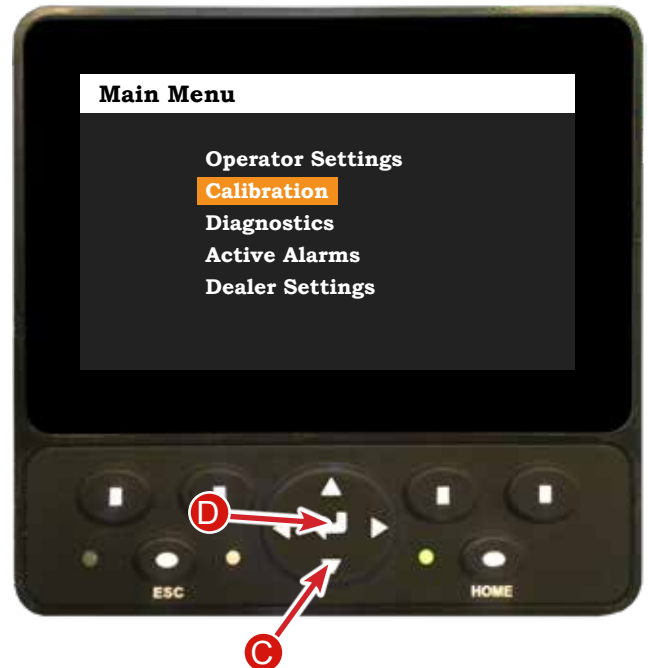 Main Menu
Operator Settings
Calibration
Diagnostics
Active Alarms
Dealer Settings
D
ESC
HOME
C